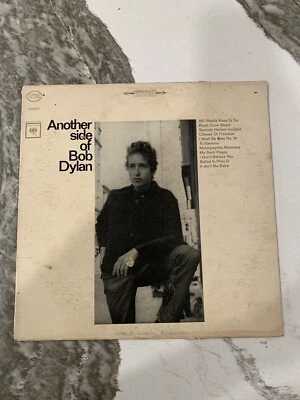 STEREO
Another
side
of
Bob
Dylan
All I Really Want To Do
Black Crow Blues
Spanish Harlem Incident
Chimes Of Freedom
I Shall Be Free No. 10
To Ramona
Motorpsycho Nitemare
My Back Pages
I Don't Believe You
Ballad In Plain D
It Ain't Me Babe